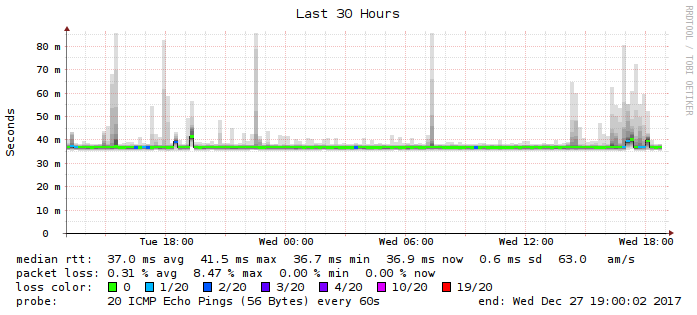 Last 30 Hours
RRDTOOL / TOBI OETIKER
Seconds
80 m
70 m
60 m
50 m
40 m
30 m
20 m
10 m
0
Tue 18:00 Wed 00:00 Wed 06:00 Wed 12:00 Wed 18:00
median rtt: 37.0 ms avg 41.5 ms max 36.7 ms min 36.9 ms now 0.6 ms sd 63.0 am/s
packet loss: 0.31 % avg 8.47 % max 0.00 % min 0.00 % now
loss color: 0 1/20 2/20 3/20 4/20 10/20 19/20
probe: 20 ICMP Echo Pings (56 Bytes) every 60s end: Wed Dec 27 19:00:02 2017